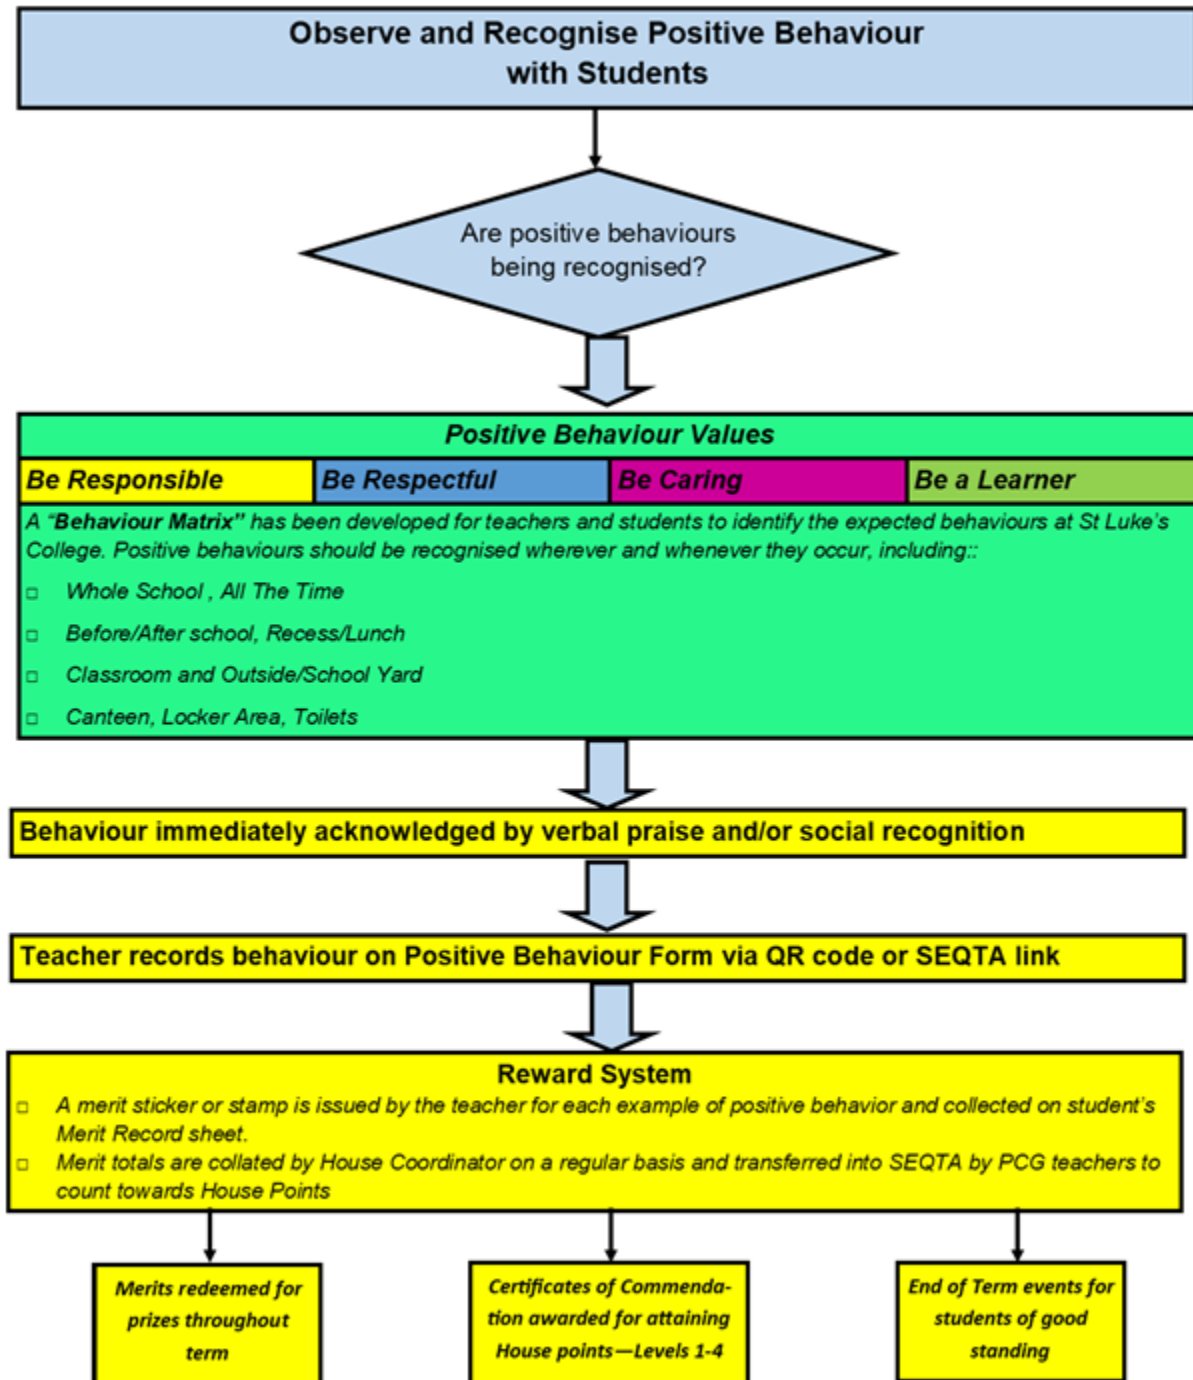 Observe and Recognise Positive Behaviour
with Students
Are positive behaviours
being recognised?
Positive Behaviour Values
Be Responsible
Be Respectful
Be Caring
Be a Learner
A “Behaviour Matrix” has been developed for teachers and students to identify the expected behaviours at St Luke’s
College. Positive behaviours should be recognised wherever and whenever they occur, including::
□ Whole School , All The Time
□ Before/After school, Recess/Lunch
□ Classroom and Outside/School Yard
□ Canteen, Locker Area, Toilets
Behaviour immediately acknowledged by verbal praise and/or social recognition
Teacher records behaviour on Positive Behaviour Form via QR code or SEQTA link
Reward System
□ A merit sticker or stamp is issued by the teacher for each example of positive behavior and collected on student’s
Merit Record sheet.
□ Merit totals are collated by House Coordinator on a regular basis and transferred into SEQTA by PCG teachers to
count towards House Points
Merits redeemed for
prizes throughout
term
Certificates of Commenda-
tion awarded for attaining
House points—Levels 1-4
End of Term events for
students of good
standing